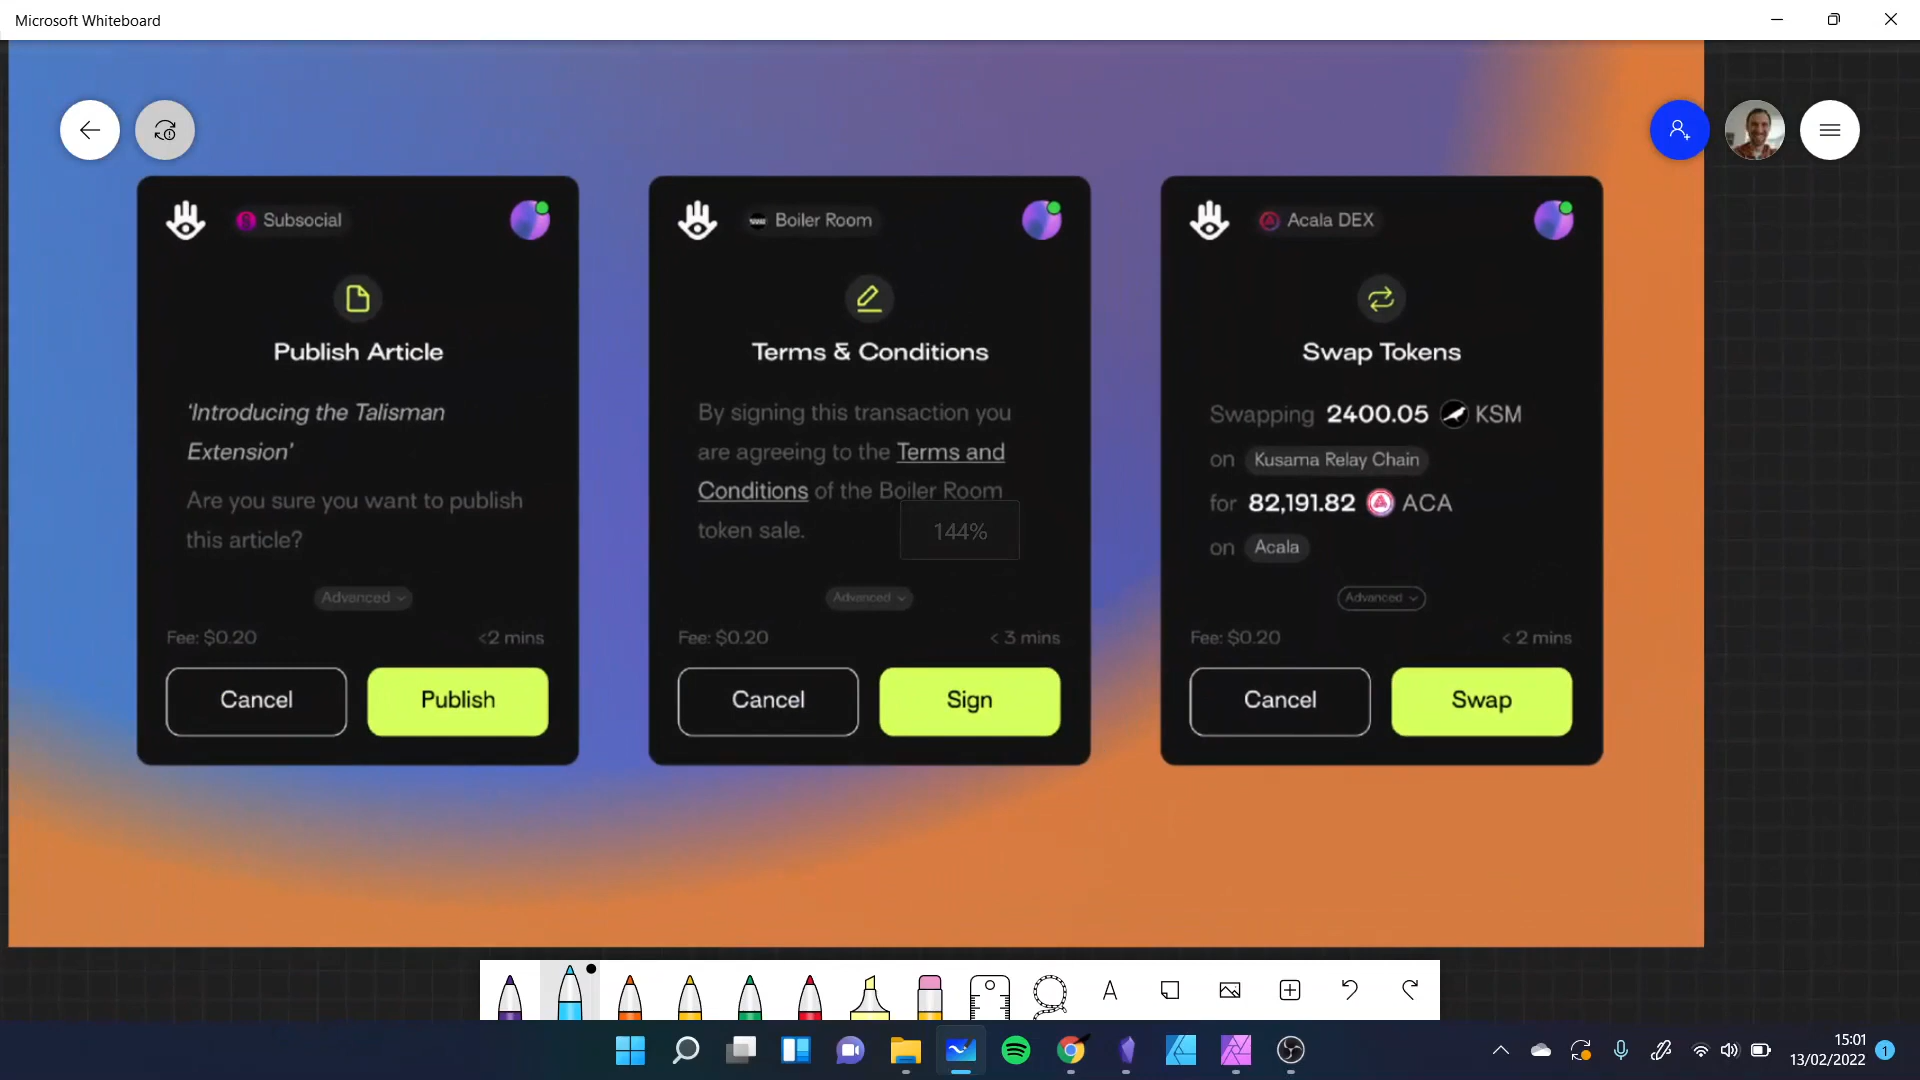 Microsoft Whiteboard
Subsocial
Publish Article
'Introducing the Talisman
Extension'
Are you sure you want to publish
this article?
Advanced
Fee: $0.20 <2 mins
Cancel Publish
Boiler Room
Terms & Conditions
By signing this transaction you
are agreeing to the Terms and
Conditions of the Boiler Room
token sale.
144%
Advanced
Fee: $0.20 < 3 mins
Cancel Sign
Acala DEX
Swap Tokens
Swapping 2400.05 KSM
on Kusama Relay Chain
for 82,191.82 ACA
on Acala
Advanced
Fee: $0.20 < 2 mins
Cancel Swap
A
15:01
13/02/2022
1